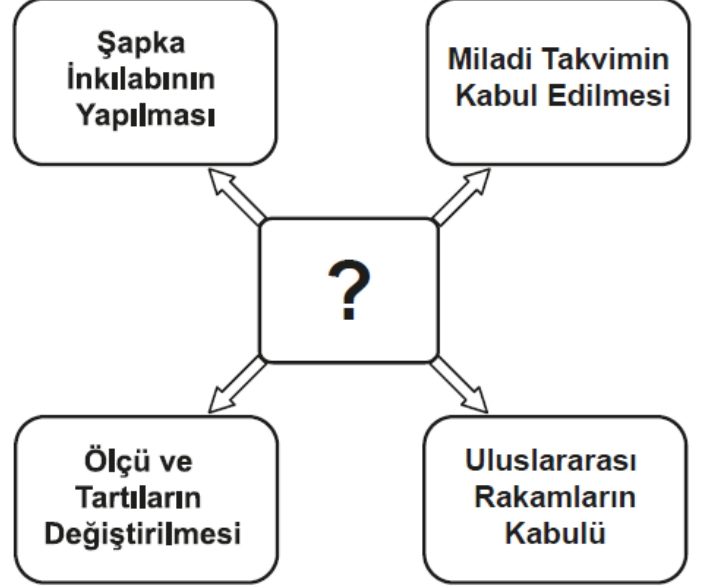 Şapka
İnkılabının
Yapılması
Miladi Takvimin
Kabul Edilmesi
?
Ölçü ve
Tartıların
Değiştirilmesi
Uluslararası
Rakamların
Kabulü